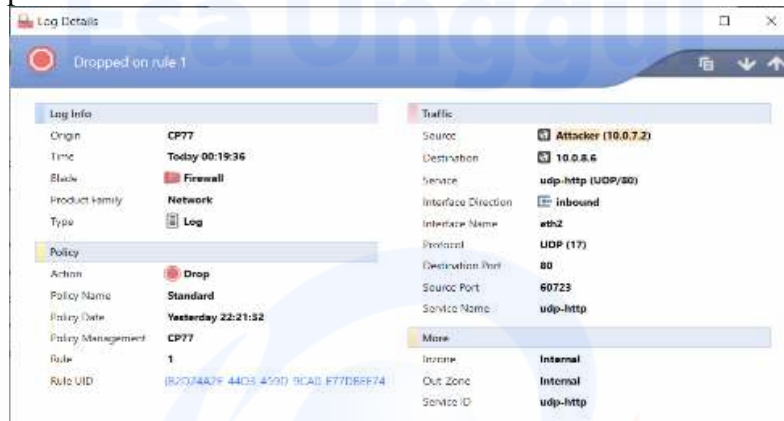 Esa Unggul
Log Details
Dropped on rule 1
Log Info
Origin CP77
Time Today 00:19:36
Blade Firewall
Product Family Network
Type Log
Policy
Action Drop
Policy Name Standard
Policy Date Yesterday 22:21:32
Policy Management CP77
Rule 1
Rule UID
Traffic
Source Attacker (10.0.7.2)
Destination 10.0.8.6
Service udp-http (UDP/80)
Interface Direction inbound
Interface Name eth2
Protocol UDP (17)
Destination Port 80
Source Port 60723
Service Name udp-http
More
Inzone Internal
Out Zone Internal
Service ID udp-http